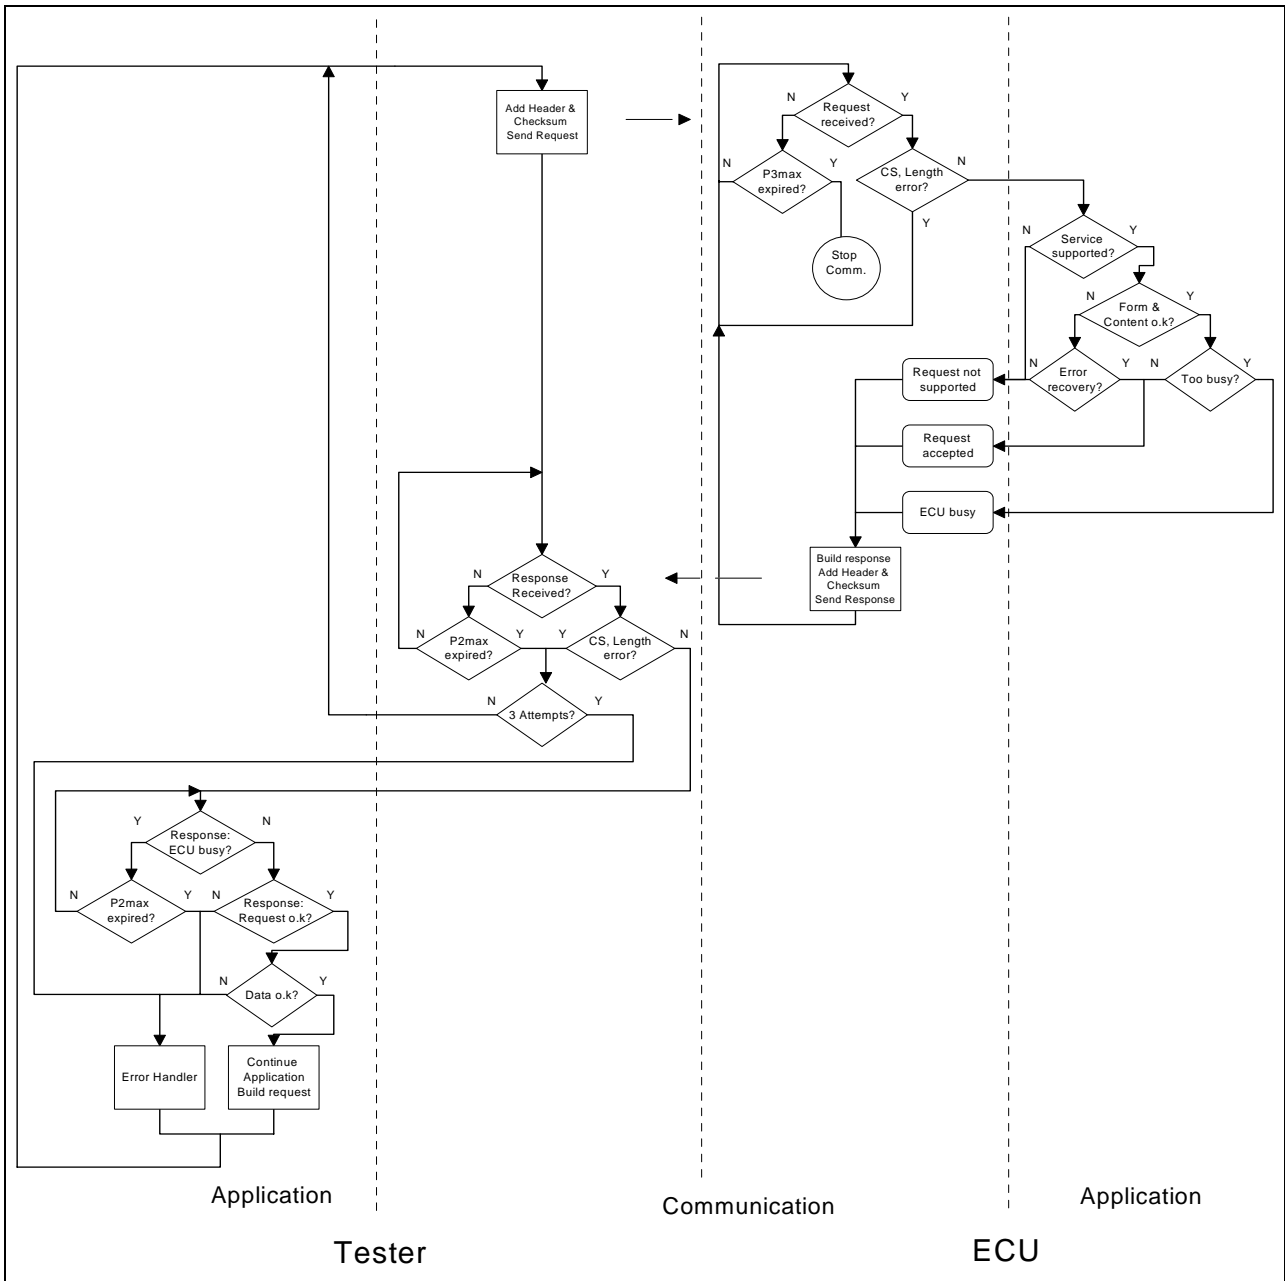 Add Header &
Checksum
Send Request
N
Y
Request
received?
N
Y
P3max
expired?
CS, Length
error?
N
Y
Stop
Comm.
N
Y
Service
supported?
N
Y
Form &
Content o.k?
N
Y
N
Y
Error
recovery?
Too busy?
Request not
supported
Request
accepted
ECU busy
Build response
Add Header &
Checksum
Send Response
N
Y
Response
Received?
N
Y
Y
N
P2max
expired?
CS, Length
error?
N
Y
3 Attempts?
Y
N
Response:
ECU busy?
N
Y
N
Y
P2max
expired?
Response:
Request o.k?
N
Y
Data o.k?
Error Handler
Continue
Application
Build request
Application
Communication
Application
Tester
ECU